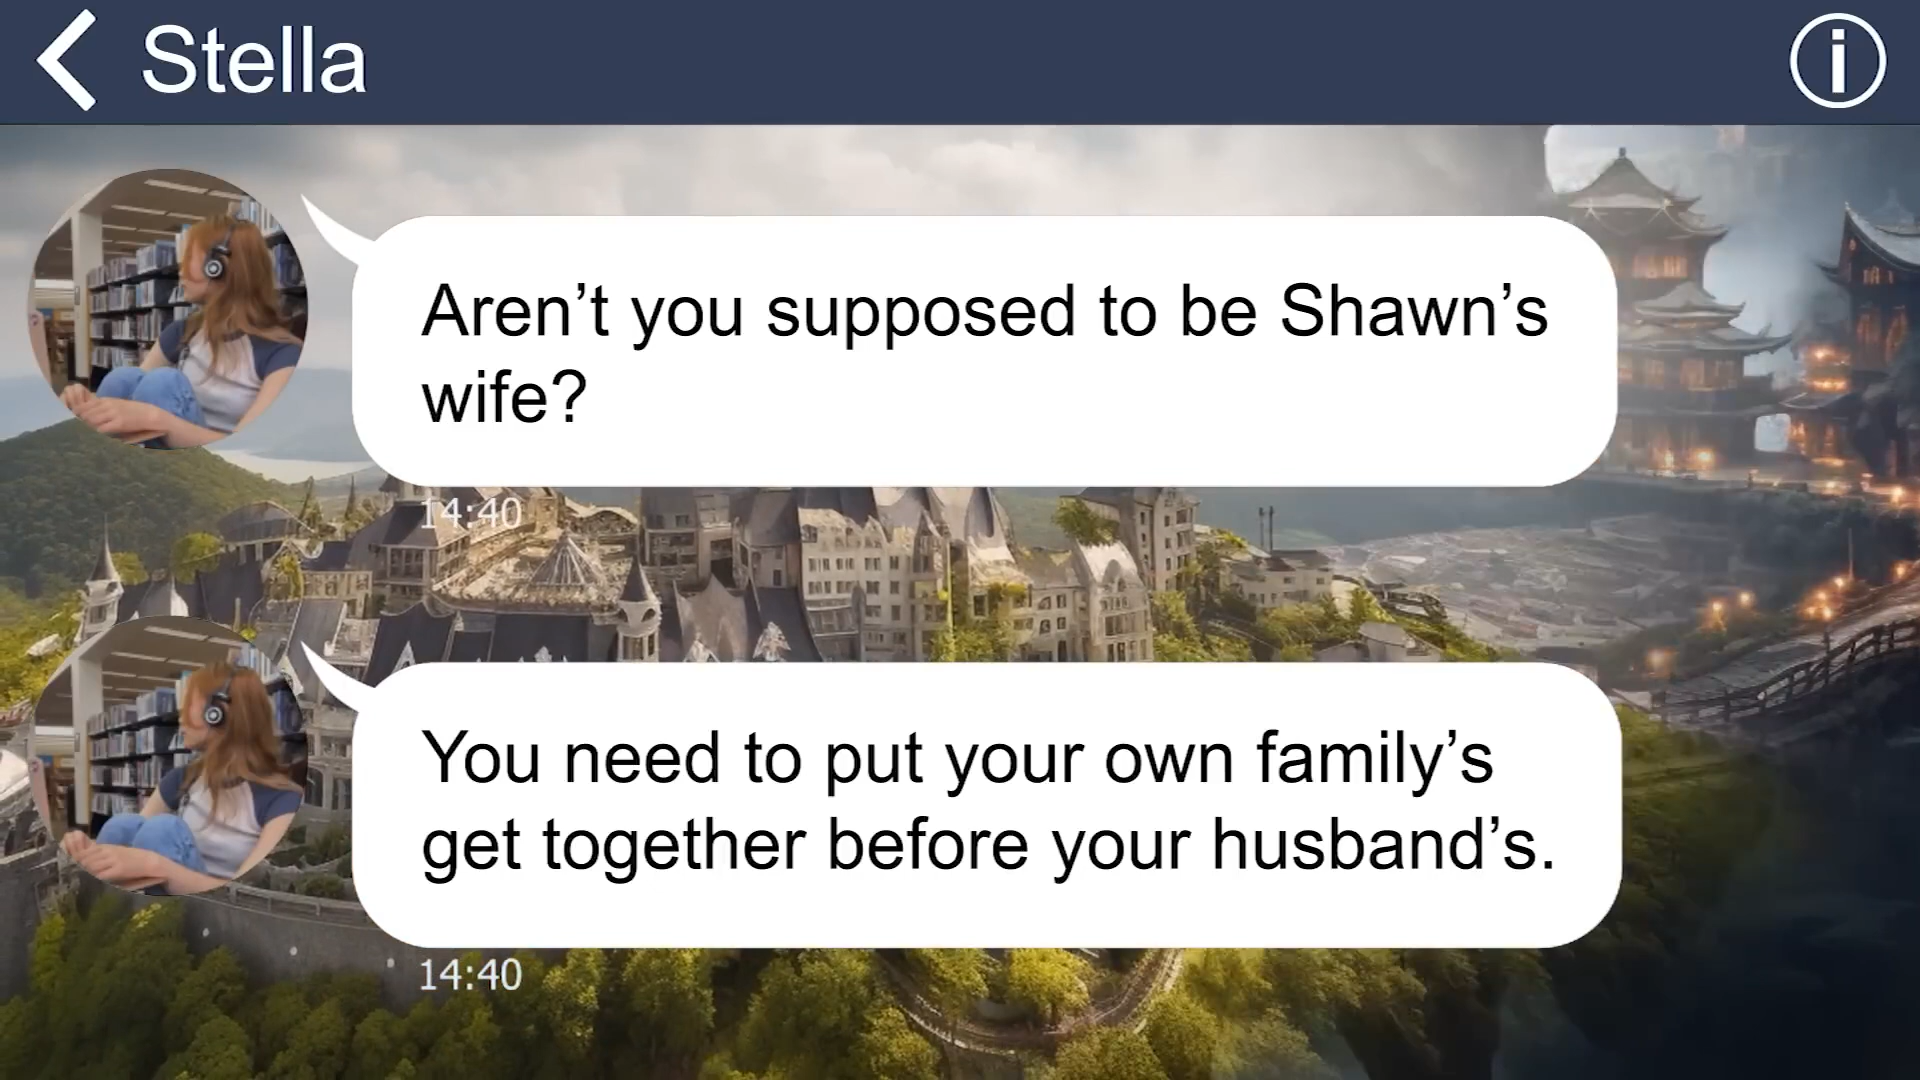 Stella
Aren’t you supposed to be Shawn’s
wife?
14:40
You need to put your own family’s
get together before your husband’s.
14:40